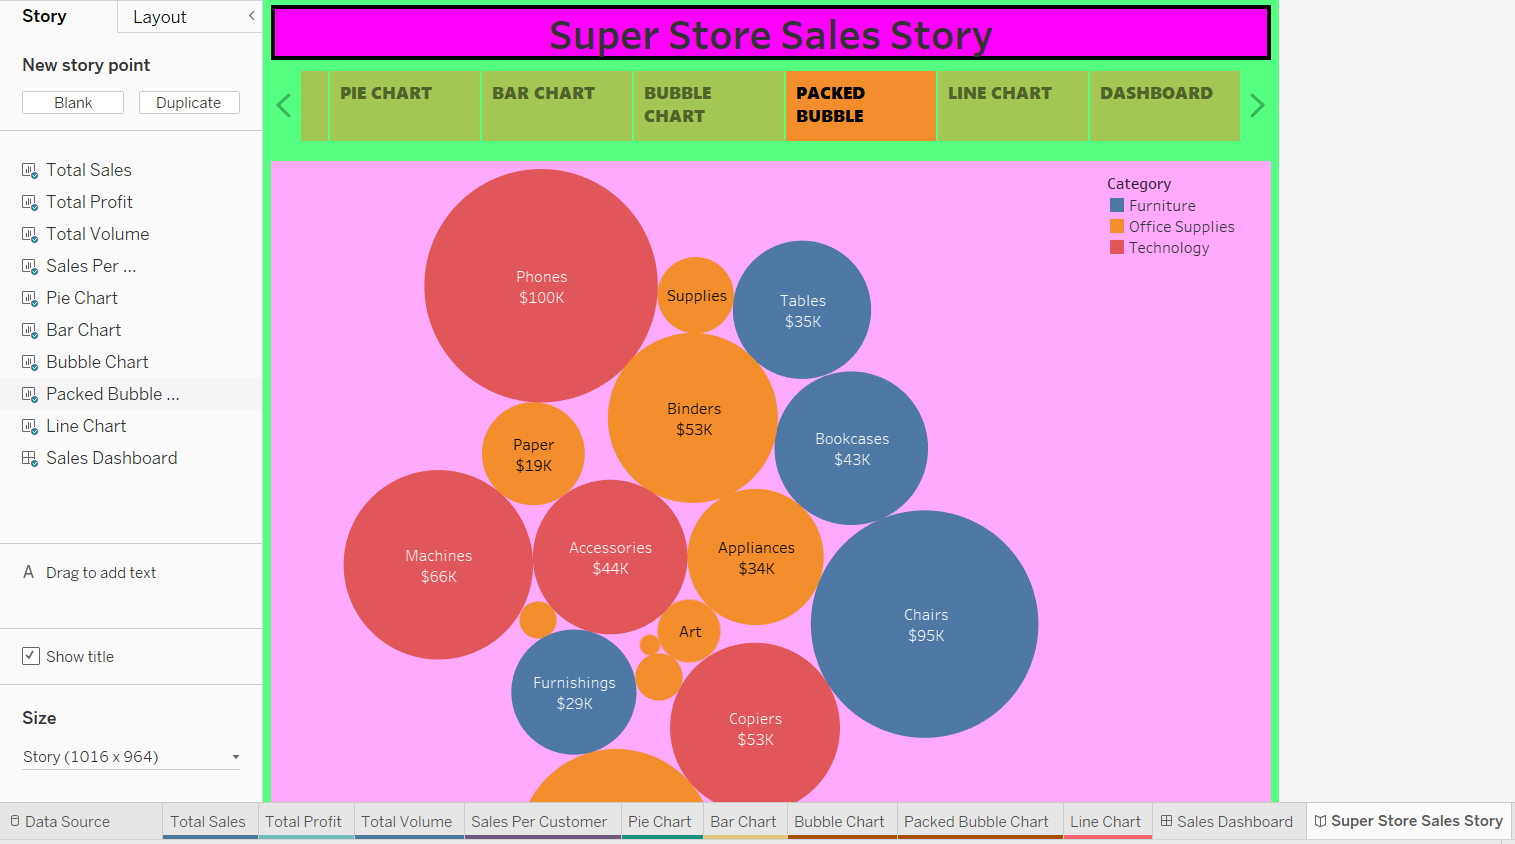 Story
Layout
New story point
Blank
Duplicate
Total Sales
Total Profit
Total Volume
Sales Per ...
Pie Chart
Bar Chart
Bubble Chart
Packed Bubble ...
Line Chart
Sales Dashboard
A Drag to add text
Show title
Size
Story (1016 x 964)
Super Store Sales Story
PIE CHART
BAR CHART
BUBBLE
CHART
PACKED
BUBBLE
LINE CHART
DASHBOARD
Category
Furniture
Office Supplies
Technology
Phones
$100K
Supplies
Tables
$35K
Binders
$53K
Bookcases
$43K
Paper
$19K
Machines
$66K
Accessories
$44K
Appliances
$34K
Chairs
$95K
Art
Furnishings
$29K
Copiers
$53K
Data Source
Total Sales
Total Profit
Total Volume
Sales Per Customer
Pie Chart
Bar Chart
Bubble Chart
Packed Bubble Chart
Line Chart
Sales Dashboard
Super Store Sales Story